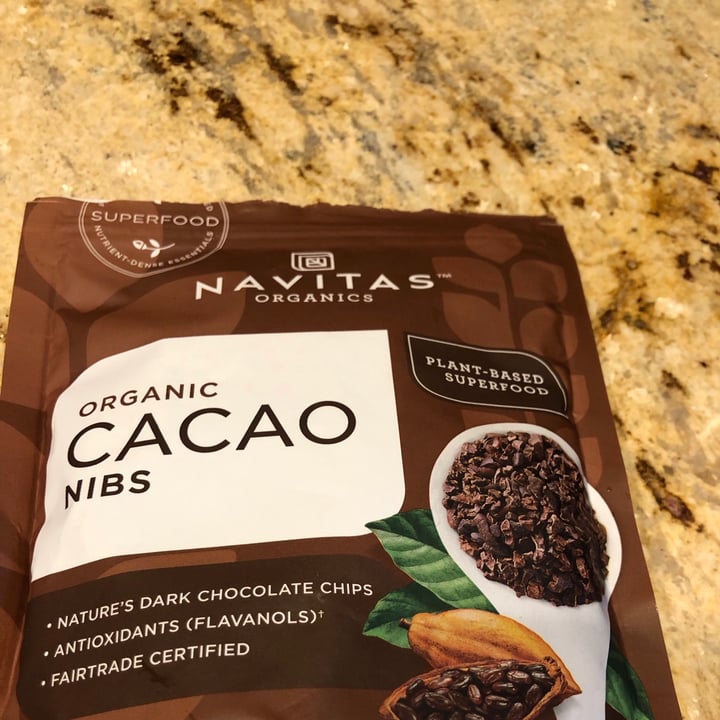 SUPERFOOD
NUTRIENT-DENSE ESSENTIALS
NAVITAS™
ORGANICS
ORGANIC
CACAO
NIBS
PLANT-BASED
SUPERFOOD
• NATURE'S DARK CHOCOLATE CHIPS
• ANTIOXIDANTS (FLAVANOLS)†
• FAIRTRADE CERTIFIED